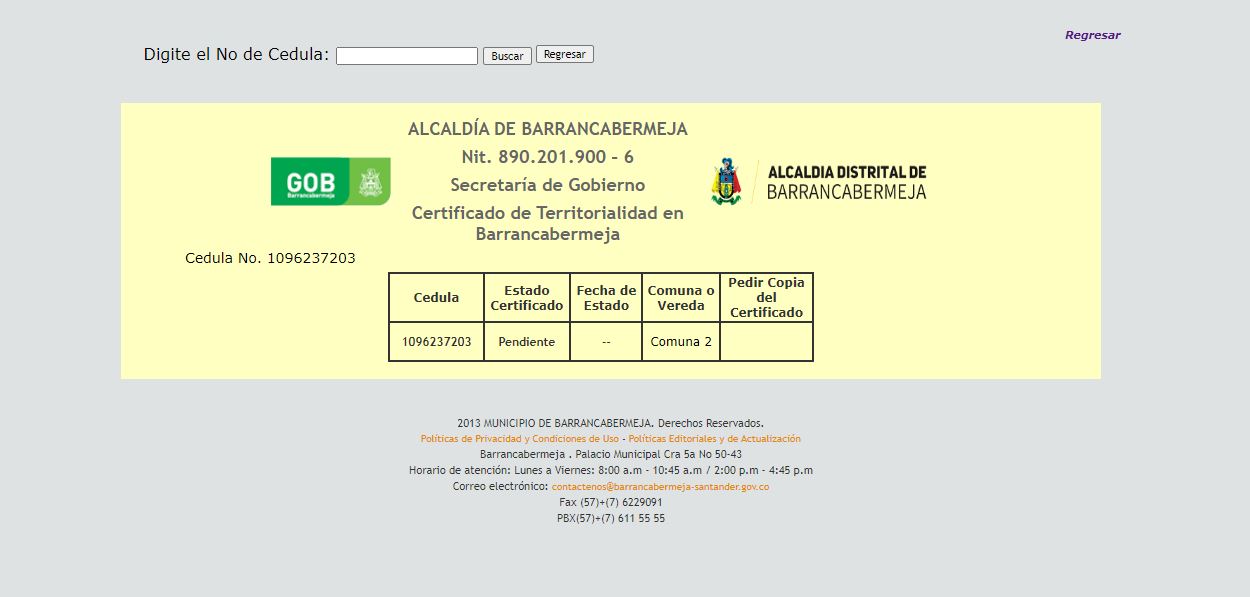 Regresar
Digite el No de Cedula:
Buscar
Regresar
ALCALDÍA DE BARRANCABERMEJA
Nit. 890.201.900 - 6
Secretaría de Gobierno
Certificado de Territorialidad en
Barrancabermeja
GOB
Barrancabermeja
ALCALDIA DISTRITAL DE
BARRANCABERMEJA
Cedula No. 1096237203
Cedula
Estado
Certificado
Fecha de
Estado
Comuna o
Vereda
Pedir Copia
del
Certificado
1096237203
Pendiente
--
Comuna 2
2013 MUNICIPIO DE BARRANCABERMEJA. Derechos Reservados.
Políticas de Privacidad y Condiciones de Uso - Políticas Editoriales y de Actualización
Barrancabermeja . Palacio Municipal Cra 5a No 50-43
Horario de atención: Lunes a Viernes: 8:00 a.m - 10:45 a.m / 2:00 p.m - 4:45 p.m
Correo electrónico: contactenos@barrancabermeja-santander.gov.co
Fax (57)+(7) 6229091
PBX(57)+(7) 611 55 55